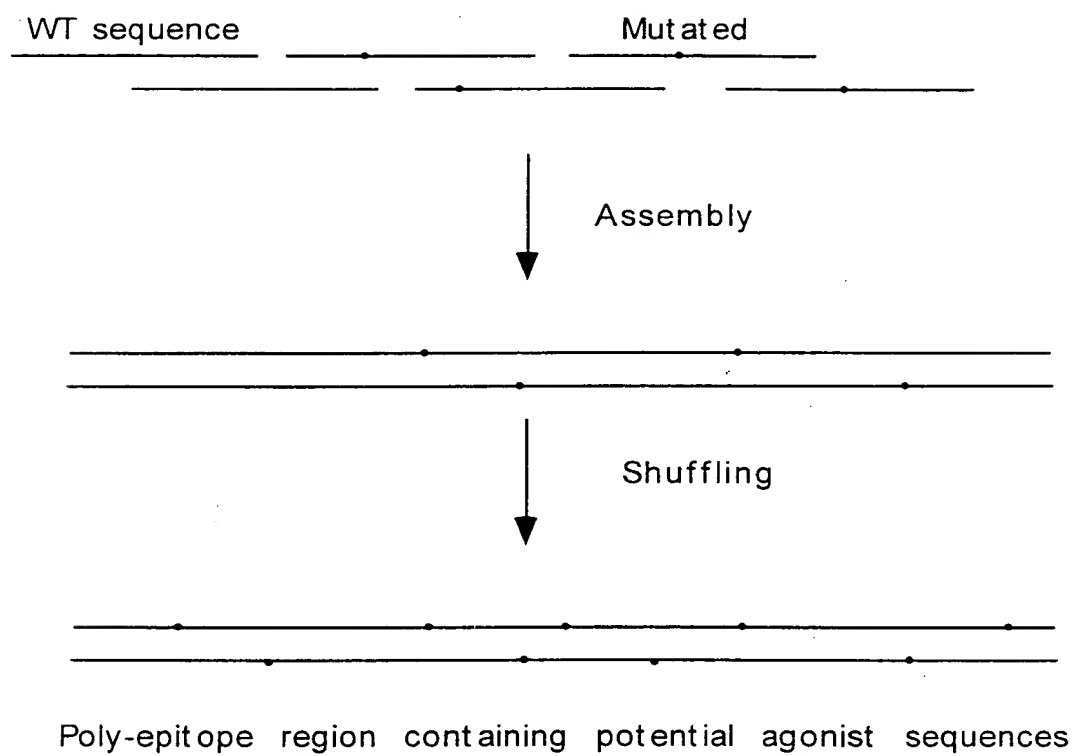 WT sequence
Mutated
Assembly
Shuffling
Poly-epitope region containing potential agonist sequences